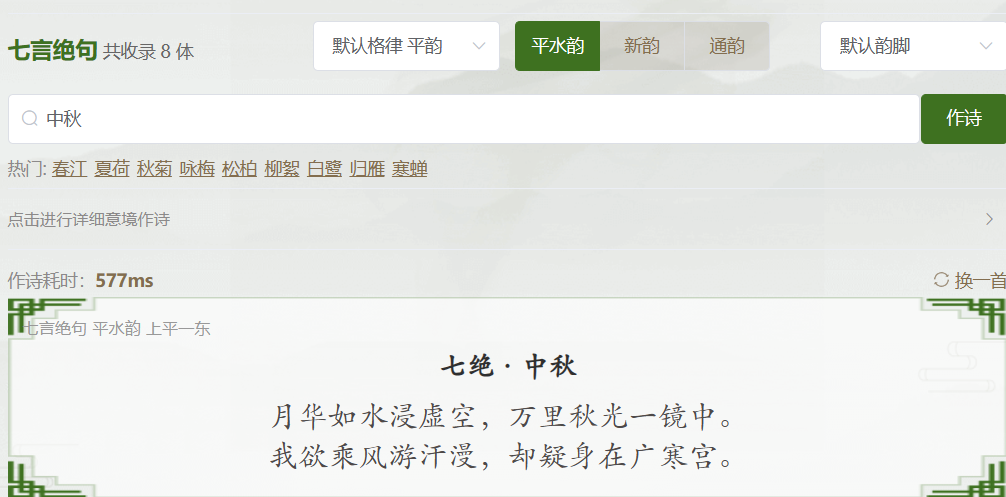 七言绝句 共收录 8 体 默认格律 平韵 平水韵 新韵 通韵 默认韵脚
中秋 作诗
热门: 春汀 夏荷 秋菊 咏梅 松柏 柳絮 白鹭 归雁 寒蝉
点击进行详细意境作诗
作诗耗时: 577ms 换一首
七言绝句 平水韵 上平一东
七绝·中秋
月华如水浸虚空，万里秋光一镜中。
我欲乘风游汗漫，却疑身在广寒宫。